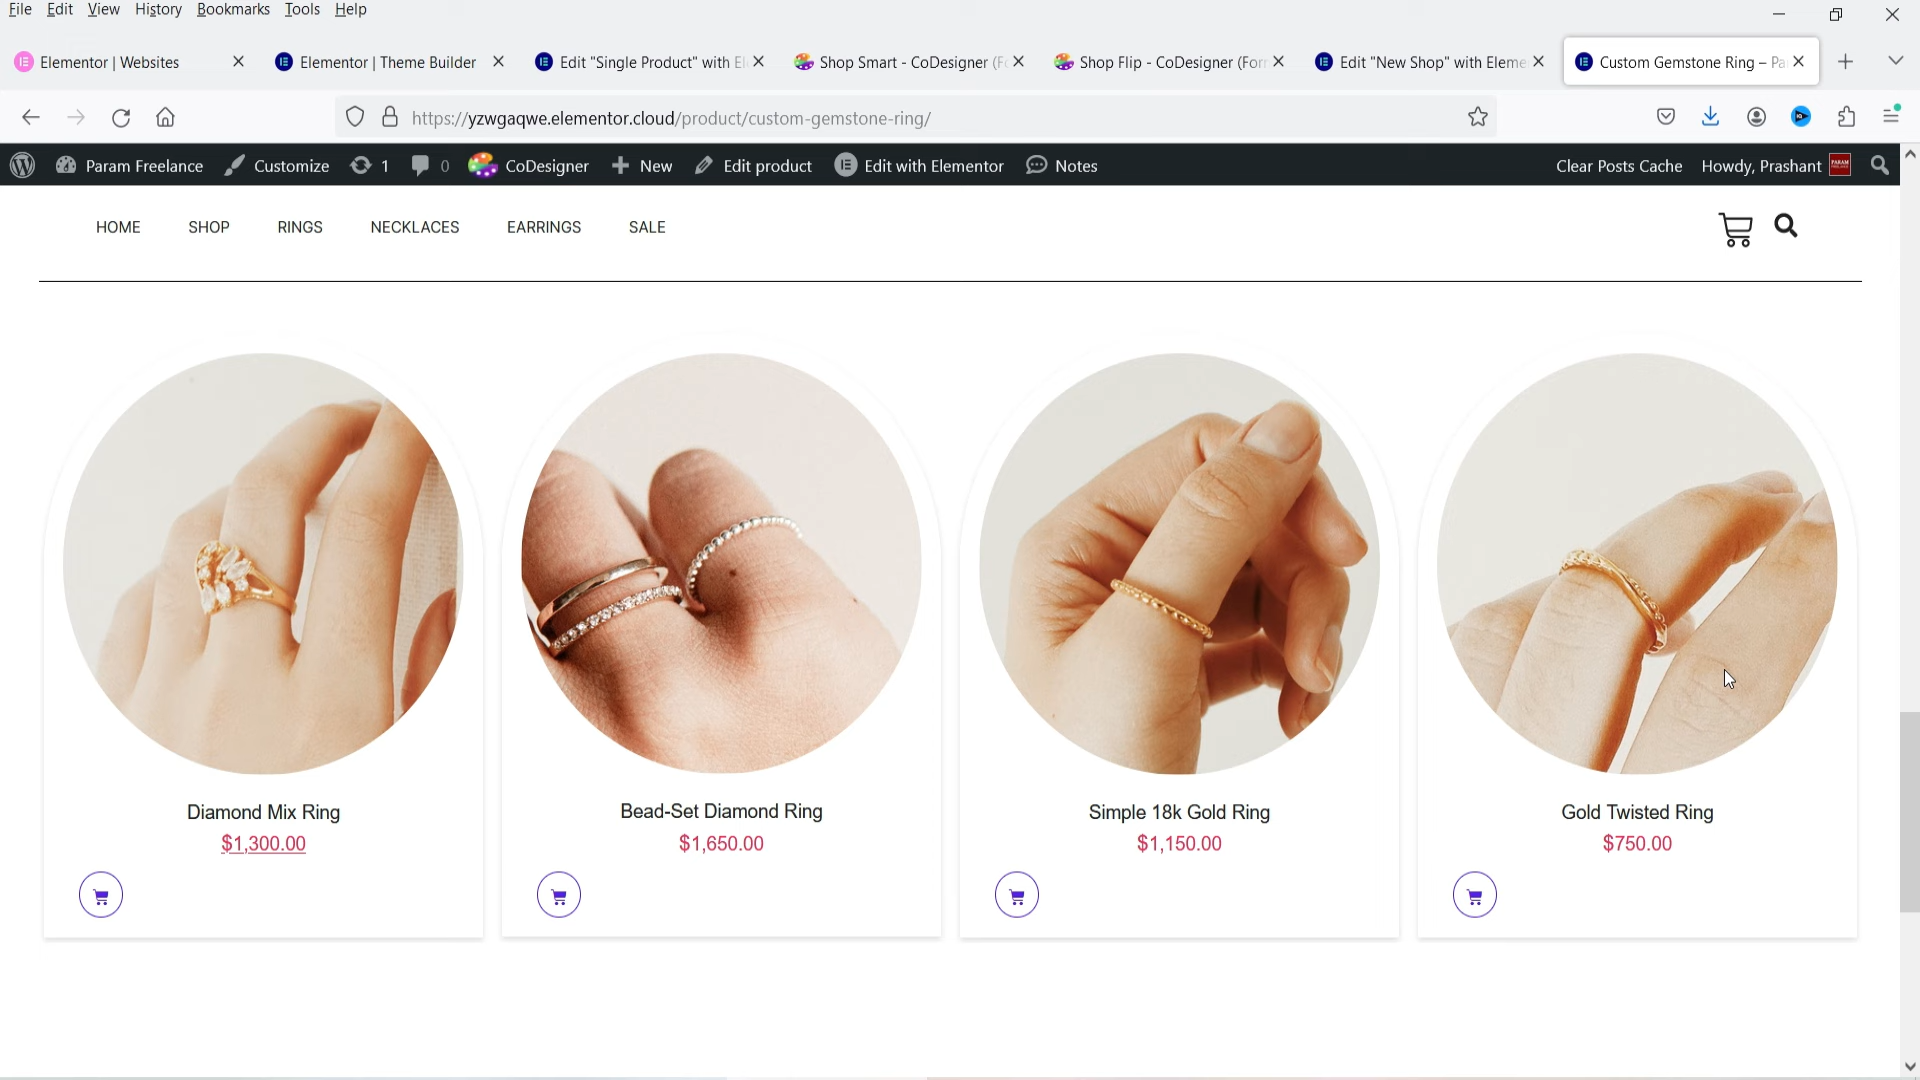 File Edit View History Bookmarks Tools Help
Elementor | Websites
Elementor | Theme Builder
Edit "Single Product" with El
Shop Smart - CoDesigner (Fo
Shop Flip - CoDesigner (Forr
Edit "New Shop" with Eleme
Custom Gemstone Ring – Pa
https://yzwgaqwe.elementor.cloud/product/custom-gemstone-ring/
Param Freelance Customize 1 0 CoDesigner New Edit product Edit with Elementor Notes Clear Posts Cache Howdy, Prashant
HOME SHOP RINGS NECKLACES EARRINGS SALE
Diamond Mix Ring
$1,300.00
Bead-Set Diamond Ring
$1,650.00
Simple 18k Gold Ring
$1,150.00
Gold Twisted Ring
$750.00